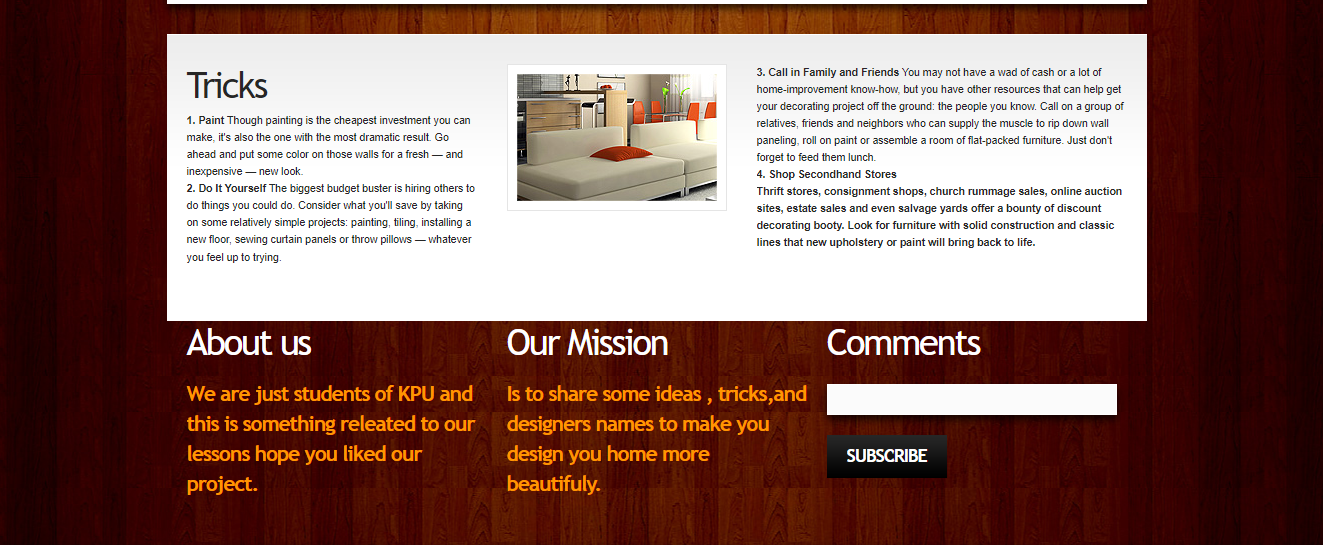 Tricks
1. Paint Though painting is the cheapest investment you can
make, it's also the one with the most dramatic result. Go
ahead and put some color on those walls for a fresh — and
inexpensive — new look.
2. Do It Yourself The biggest budget buster is hiring others to
do things you could do. Consider what you'll save by taking
on some relatively simple projects: painting, tiling, installing a
new floor, sewing curtain panels or throw pillows — whatever
you feel up to trying.
3. Call in Family and Friends You may not have a wad of cash or a lot of
home-improvement know-how, but you have other resources that can help get
your decorating project off the ground: the people you know. Call on a group of
relatives, friends and neighbors who can supply the muscle to rip down wall
paneling, roll on paint or assemble a room of flat-packed furniture. Just don't
forget to feed them lunch.
4. Shop Secondhand Stores
Thrift stores, consignment shops, church rummage sales, online auction
sites, estate sales and even salvage yards offer a bounty of discount
decorating booty. Look for furniture with solid construction and classic
lines that new upholstery or paint will bring back to life.
About us
We are just students of KPU and
this is something releated to our
lessons hope you liked our
project.
Our Mission
Is to share some ideas , tricks,and
designers names to make you
design you home more
beautifuly.
Comments
SUBSCRIBE